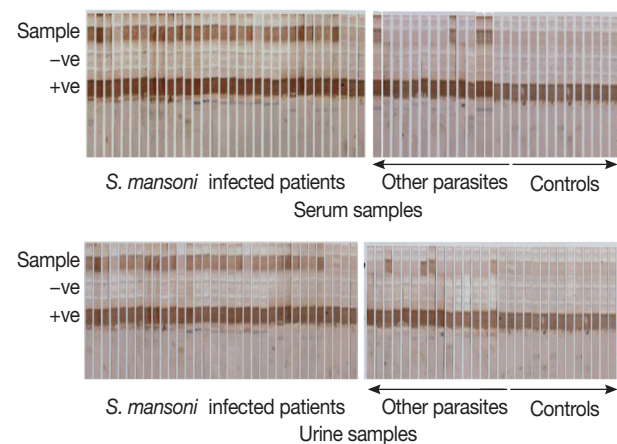 Sample
–ve
+ve
S. mansoni infected patients
Other parasites
Controls
Serum samples
Sample
–ve
+ve
S. mansoni infected patients
Other parasites
Controls
Urine samples